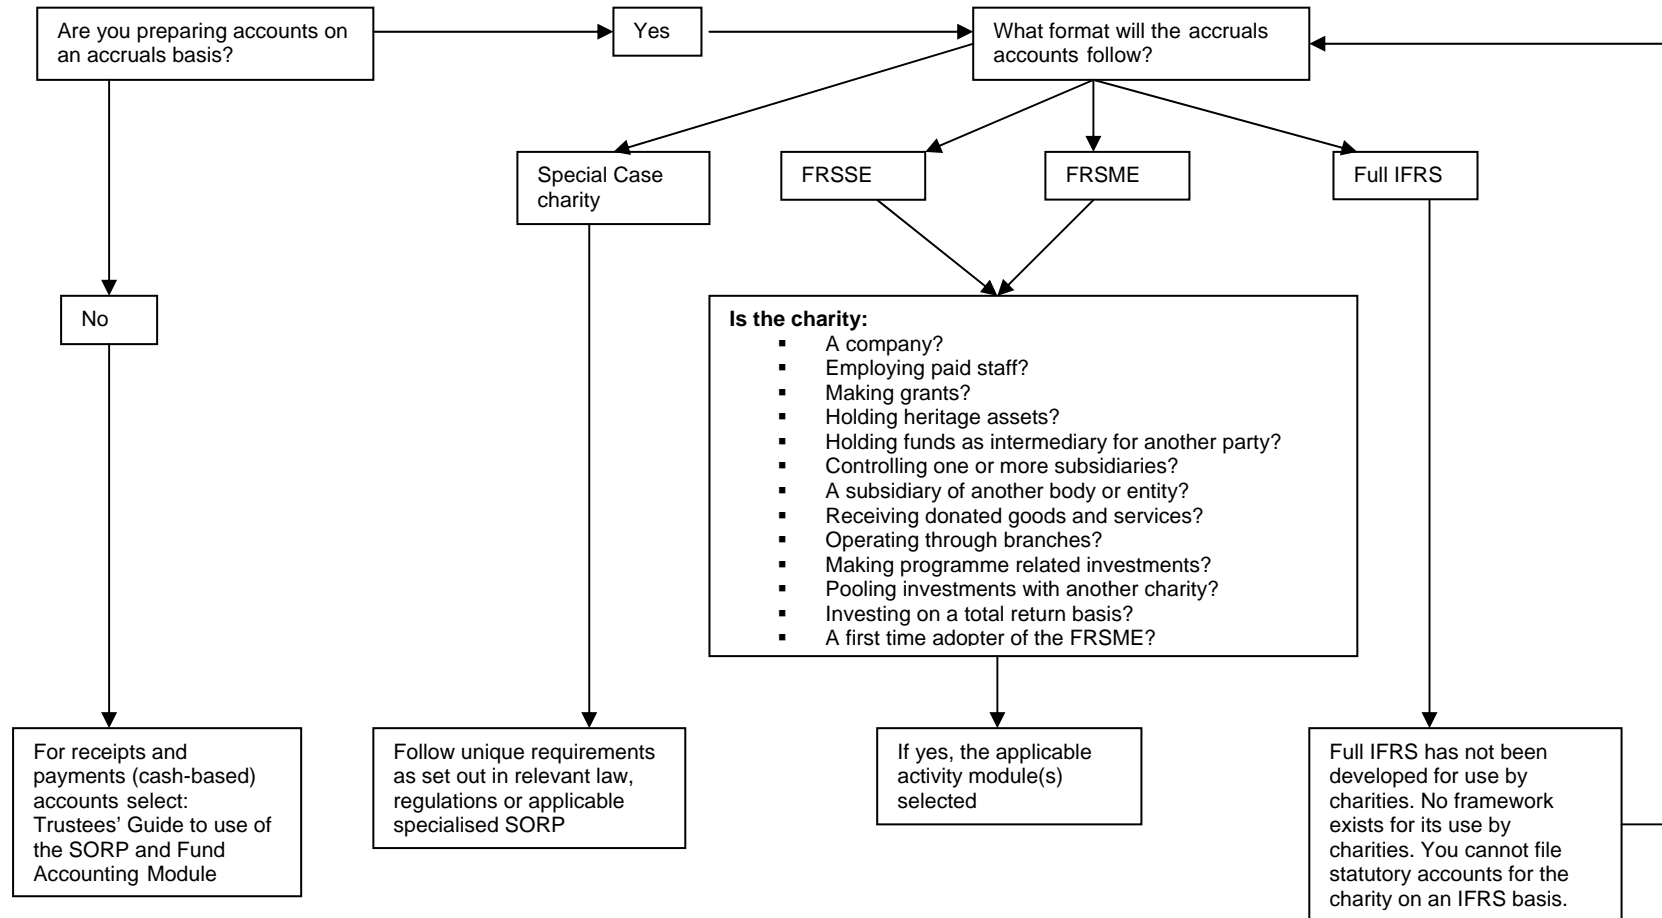 Are you preparing accounts on
an accruals basis?
Yes
What format will the accruals
accounts follow?
Special Case
charity
FRSSE
FRSME
Full IFRS
No
Is the charity:
▪ A company?
▪ Employing paid staff?
▪ Making grants?
▪ Holding heritage assets?
▪ Holding funds as intermediary for another party?
▪ Controlling one or more subsidiaries?
▪ A subsidiary of another body or entity?
▪ Receiving donated goods and services?
▪ Operating through branches?
▪ Making programme related investments?
▪ Pooling investments with another charity?
▪ Investing on a total return basis?
▪ A first time adopter of the FRSME?
For receipts and
payments (cash-based)
accounts select:
Trustees’ Guide to use of
the SORP and Fund
Accounting Module
Follow unique requirements
as set out in relevant law,
regulations or applicable
specialised SORP
If yes, the applicable
activity module(s)
selected
Full IFRS has not been
developed for use by
charities. No framework
exists for its use by
charities. You cannot file
statutory accounts for the
charity on an IFRS basis.